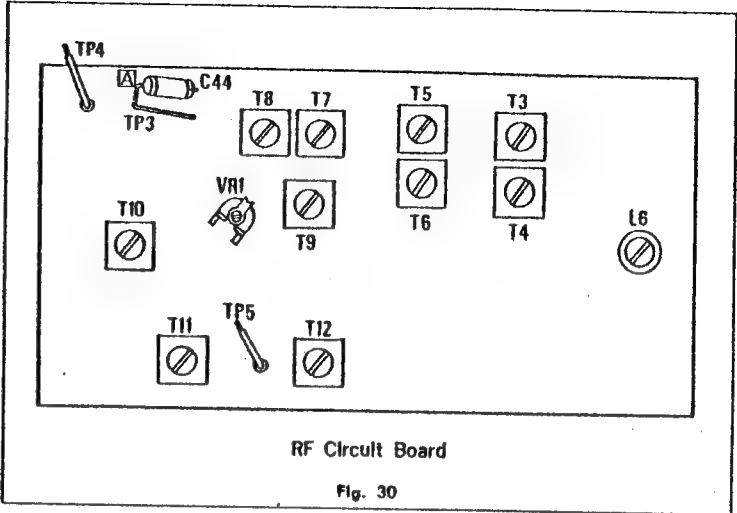 TP4
A
C44
TP3
T8 T7
T5
T3
VR1
T10
T9
T6
T4
L6
TP5
T11
T12
RF Circuit Board
Fig. 30